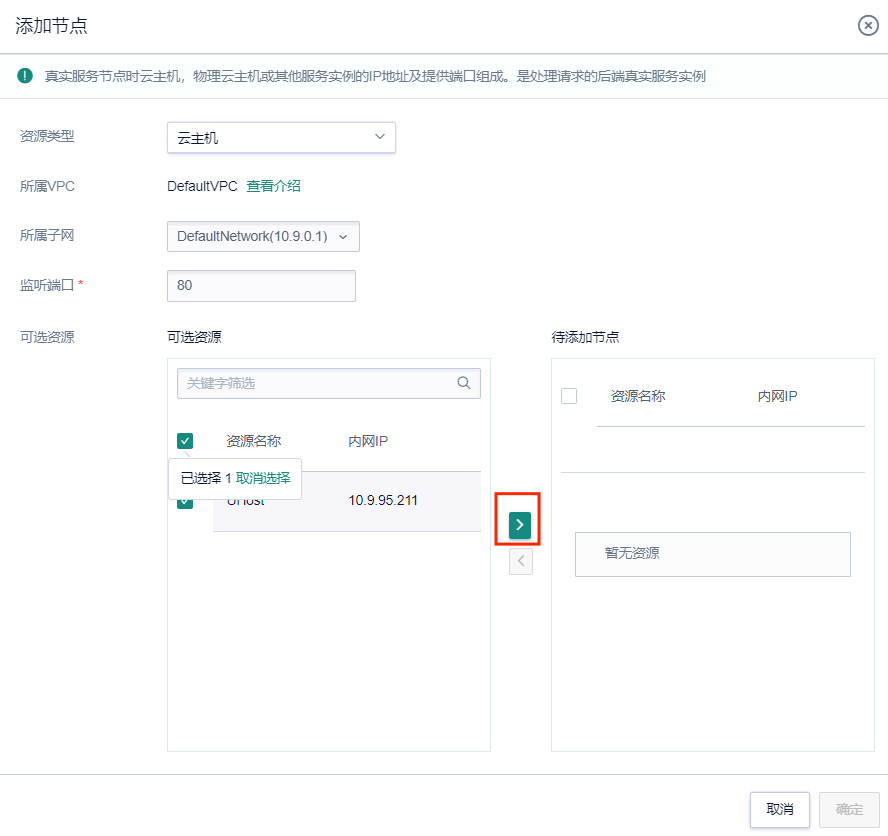 添加节点
真实服务节点时云主机，物理云主机或其他服务实例的IP地址及提供端口组成。是处理请求的后端真实服务实例
资源类型
云主机
所属VPC
DefaultVPC 查看介绍
所属子网
DefaultNetwork(10.9.0.1)
监听端口 *
80
可选资源
可选资源
关键字筛选
资源名称 内网IP
已选择 1 取消选择
UHost 10.9.95.211
待添加节点
资源名称 内网IP
暂无资源
取消 确定